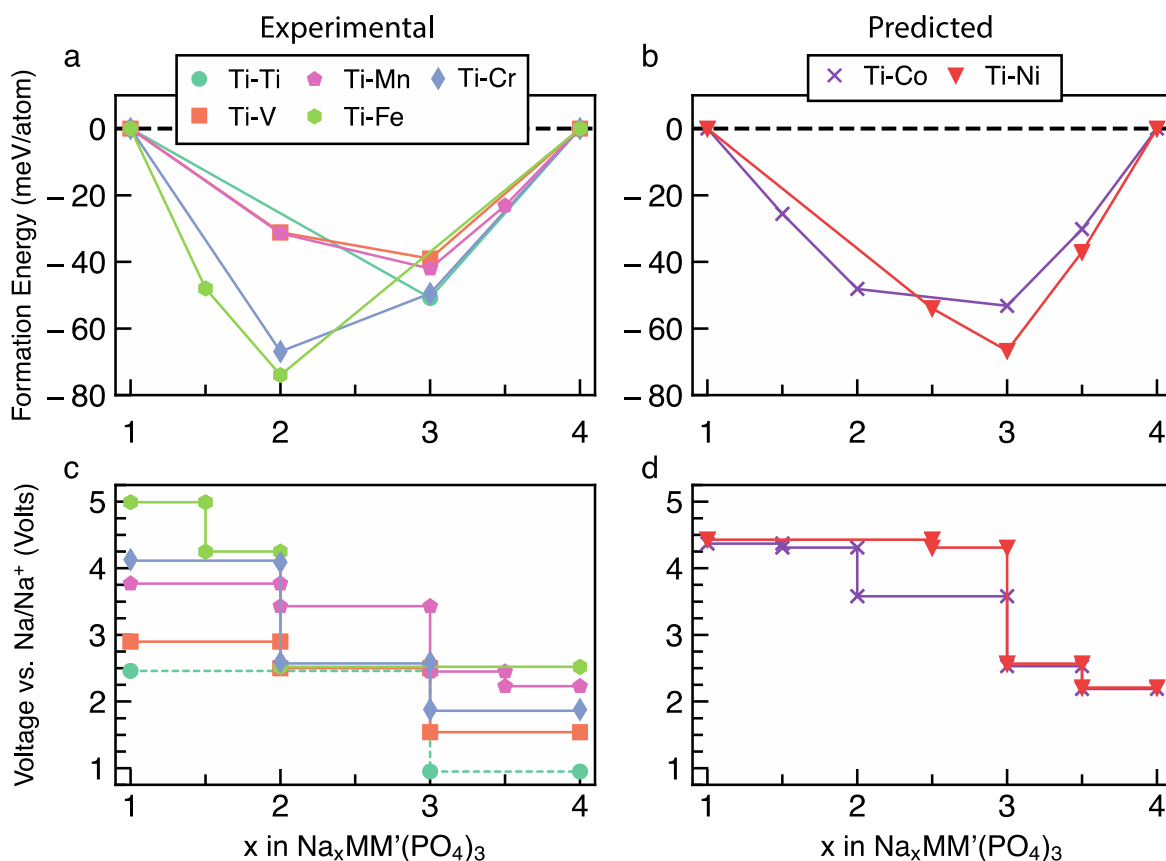 Experimental
Predicted
a
b
Ti-Ti
Ti-Mn
Ti-Cr
Ti-V
Ti-Fe
Ti-Co
Ti-Ni
Formation Energy (meV/atom)
0
−20
−40
−60
−80
1
2
3
4
0
−20
−40
−60
−80
1
2
3
4
c
d
Voltage vs. Na/Na⁺ (Volts)
5
4
3
2
1
1
2
3
4
x in NaₓMM'(PO₄)₃
5
4
3
2
1
1
2
3
4
x in NaₓMM'(PO₄)₃